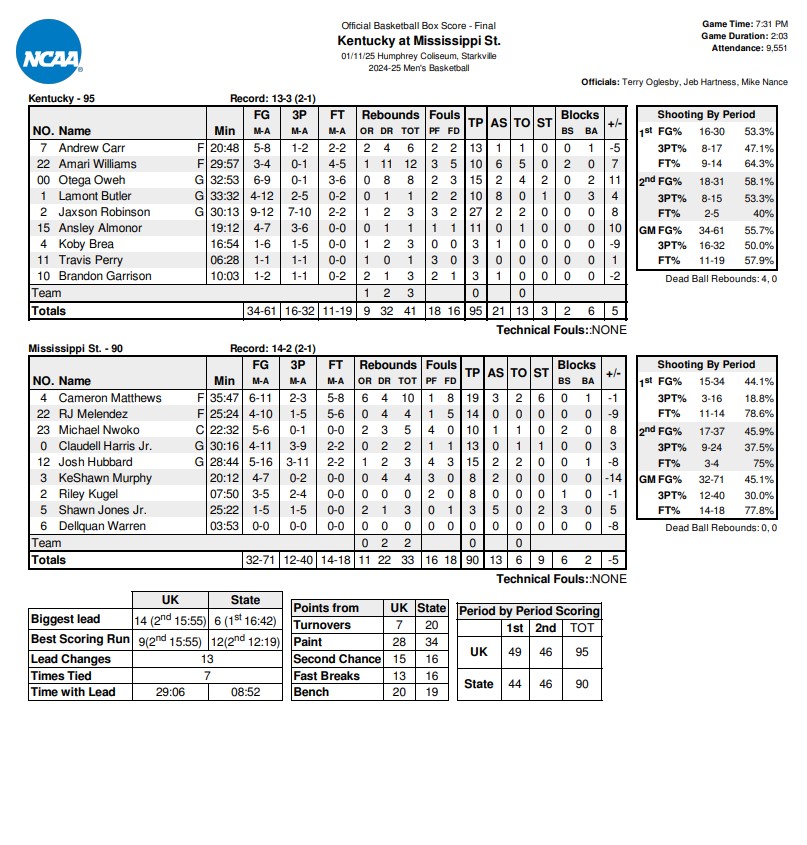 NCAA
Official Basketball Box Score - Final
Kentucky at Mississippi St.
01/11/25 Humphrey Coliseum, Starkville
2024-25 Men's Basketball
Game Time: 7:31 PM
Game Duration: 2:03
Attendance: 9,551
Officials: Terry Oglesby, Jeb Hartness, Mike Nance
Kentucky - 95 Record: 13-3 (2-1)
FG 3P FT Rebounds Fouls TP AS TO ST Blocks +/-
NO. Name Min M-A M-A M-A OR DR TOT PF FD BS BA
7 Andrew Carr F 20:48 5-8 1-2 2-2 2 4 6 2 2 13 1 1 0 0 1 -5
22 Amari Williams F 29:57 3-4 0-1 4-5 1 11 12 3 5 10 6 5 0 2 0 7
00 Otega Oweh G 32:53 6-9 0-1 3-6 0 8 8 2 3 15 2 4 2 0 2 11
1 Lamont Butler G 33:32 4-12 2-5 0-2 0 1 1 2 2 10 8 0 1 0 3 4
2 Jaxson Robinson G 30:13 9-12 7-10 2-2 1 2 3 3 2 27 2 2 0 0 0 8
15 Ansley Almonor 19:12 4-7 3-6 0-0 0 1 1 1 1 11 0 0 0 0 0 10
4 Koby Brea 16:54 1-6 1-5 0-0 1 2 3 0 0 3 1 0 0 0 0 -9
11 Travis Perry 06:28 1-1 1-1 0-0 1 0 1 3 0 3 0 0 0 0 0 1
10 Brandon Garrison 10:03 1-2 1-1 0-2 2 1 3 2 1 3 1 0 0 0 0 -2
Team 1 2 3 0 0
Totals 34-61 16-32 11-19 9 32 41 18 16 95 21 13 3 2 6 5
Technical Fouls::NONE
Shooting By Period
1st FG% 16-30 53.3%
3PT% 8-17 47.1%
FT% 9-14 64.3%
2nd FG% 18-31 58.1%
3PT% 8-15 53.3%
FT% 2-5 40%
GM FG% 34-61 55.7%
3PT% 16-32 50.0%
FT% 11-19 57.9%
Dead Ball Rebounds: 4, 0
Mississippi St. - 90 Record: 14-2 (2-1)
FG 3P FT Rebounds Fouls TP AS TO ST Blocks +/-
NO. Name Min M-A M-A M-A OR DR TOT PF FD BS BA
4 Cameron Matthews F 35:47 6-11 2-3 5-8 6 4 10 1 8 19 3 2 6 0 1 -1
22 RJ Melendez F 25:24 4-10 1-5 5-6 0 4 4 1 5 14 0 0 0 0 0 -9
23 Michael Nwoko C 22:32 5-6 0-1 0-0 2 3 5 4 0 10 1 1 0 2 0 8
0 Claudell Harris Jr. G 30:16 4-11 3-9 2-2 0 2 2 1 1 13 0 1 1 0 0 3
12 Josh Hubbard G 28:44 5-16 3-11 2-2 1 2 3 4 3 15 2 2 0 0 1 -8
3 KeShawn Murphy 20:12 4-7 0-2 0-0 0 4 4 3 0 8 2 0 0 0 0 -14
2 Riley Kugel 07:50 3-5 2-4 0-0 0 0 0 2 0 8 0 0 0 1 0 -1
5 Shawn Jones Jr. 25:22 1-5 1-5 0-0 2 1 3 0 1 3 5 0 2 3 0 5
6 Dellquan Warren 03:53 0-0 0-0 0-0 0 0 0 0 0 0 0 0 0 0 0 -8
Team 0 2 2 0 0
Totals 32-71 12-40 14-18 11 22 33 16 18 90 13 6 9 6 2 -5
Technical Fouls::NONE
Shooting By Period
1st FG% 15-34 44.1%
3PT% 3-16 18.8%
FT% 11-14 78.6%
2nd FG% 17-37 45.9%
3PT% 9-24 37.5%
FT% 3-4 75%
GM FG% 32-71 45.1%
3PT% 12-40 30.0%
FT% 14-18 77.8%
Dead Ball Rebounds: 0, 0
UK State
Biggest lead 14 (2nd 15:55) 6 (1st 16:42)
Best Scoring Run 9(2nd 15:55) 12(2nd 12:19)
Lead Changes 13
Times Tied 7
Time with Lead 29:06 08:52
Points from UK State
Turnovers 7 20
Paint 28 34
Second Chance 15 16
Fast Breaks 13 16
Bench 20 19
Period by Period Scoring
1st 2nd TOT
UK 49 46 95
State 44 46 90